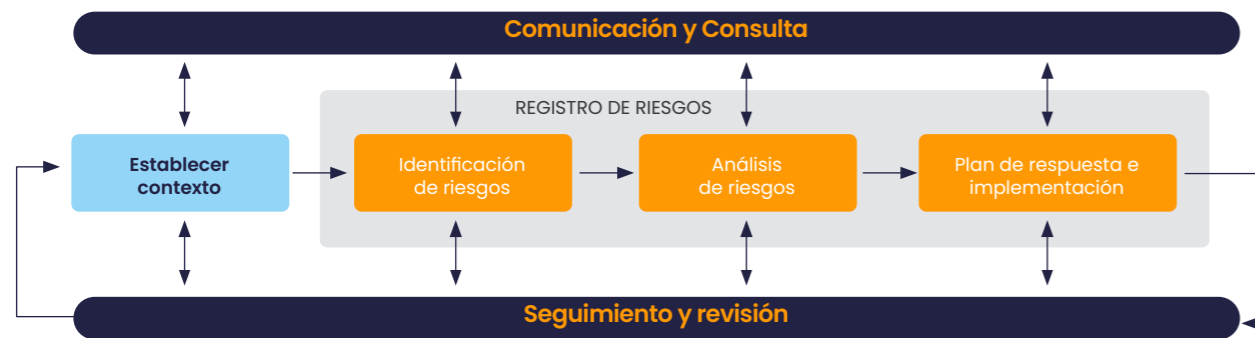 Comunicación y Consulta
REGISTRO DE RIESGOS
Establecer
contexto
Identificación
de riesgos
Análisis
de riesgos
Plan de respuesta e
implementación
Seguimiento y revisión